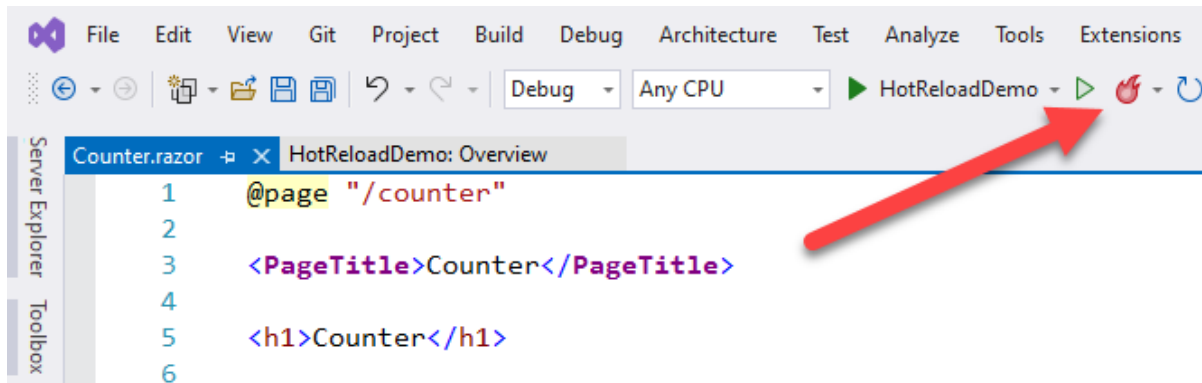 File Edit View Git Project Build Debug Architecture Test Analyze Tools Extensions
Debug Any CPU HotReloadDemo
Server Explorer
Toolbox
Counter.razor HotReloadDemo: Overview
1 @page "/counter"
2
3 <PageTitle>Counter</PageTitle>
4
5 <h1>Counter</h1>
6